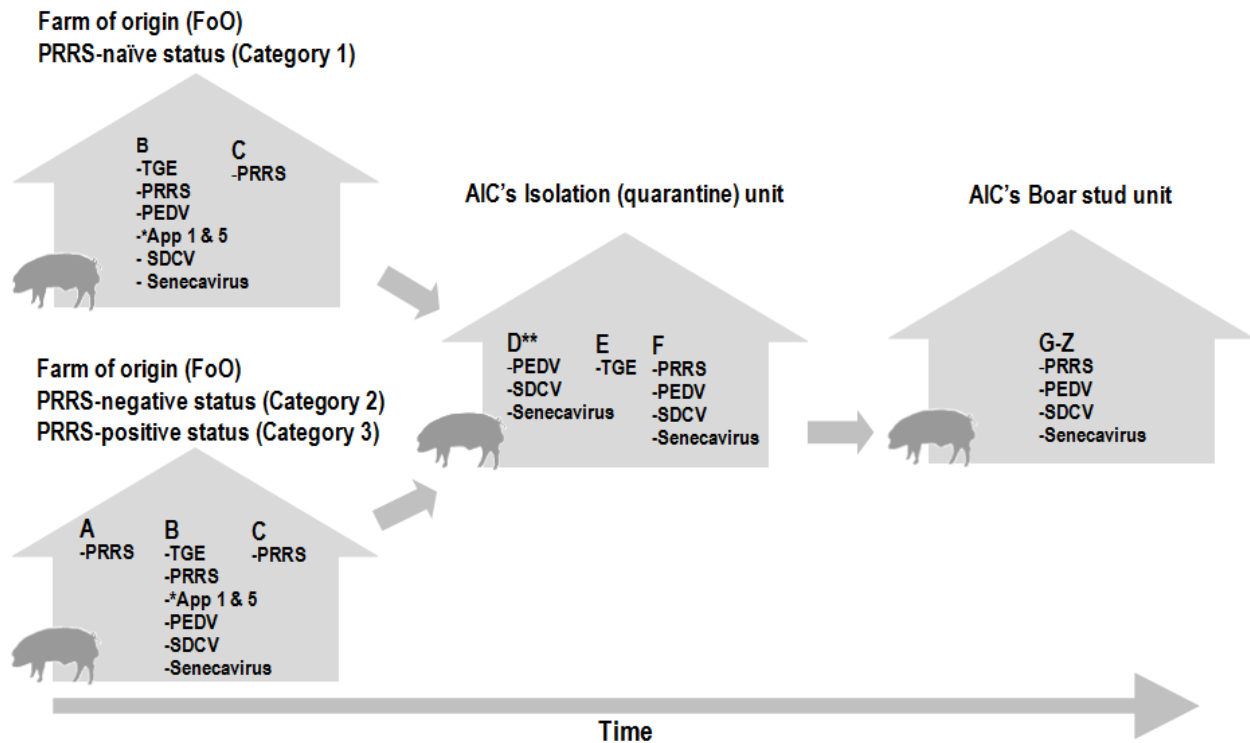 Farm of origin (FoO)
PRRS-naïve status (Category 1)
B
-TGE
-PRRS
-PEDV
-*App 1 & 5
- SDCV
- Senecavirus
C
-PRRS
Farm of origin (FoO)
PRRS-negative status (Category 2)
PRRS-positive status (Category 3)
A
-PRRS
B
-TGE
-PRRS
-*App 1 & 5
-PEDV
-SDCV
-Senecavirus
C
-PRRS
AIC's Isolation (quarantine) unit
D**
-PEDV
-SDCV
-Senecavirus
E
-TGE
F
-PRRS
-PEDV
-SDCV
-Senecavirus
AIC's Boar stud unit
G-Z
-PRRS
-PEDV
-SDCV
-Senecavirus
Time